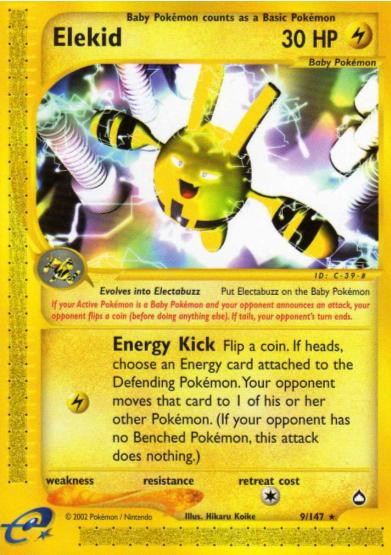 Baby Pokémon counts as a Basic Pokémon
Elekid 30 HP
Baby Pokémon
ID: C-39-#
Evolves into Electabuzz Put Electabuzz on the Baby Pokémon
If your Active Pokémon is a Baby Pokémon and your opponent announces an attack, your
opponent flips a coin (before doing anything else). If tails, your opponent's turn ends.
Energy Kick Flip a coin. If heads,
choose an Energy card attached to the
Defending Pokémon. Your opponent
moves that card to 1 of his or her
other Pokémon. (If your opponent has
no Benched Pokémon, this attack
does nothing.)
weakness resistance retreat cost
© 2002 Pokémon / Nintendo Illus. Hikaru Koike 9/147 ★
e